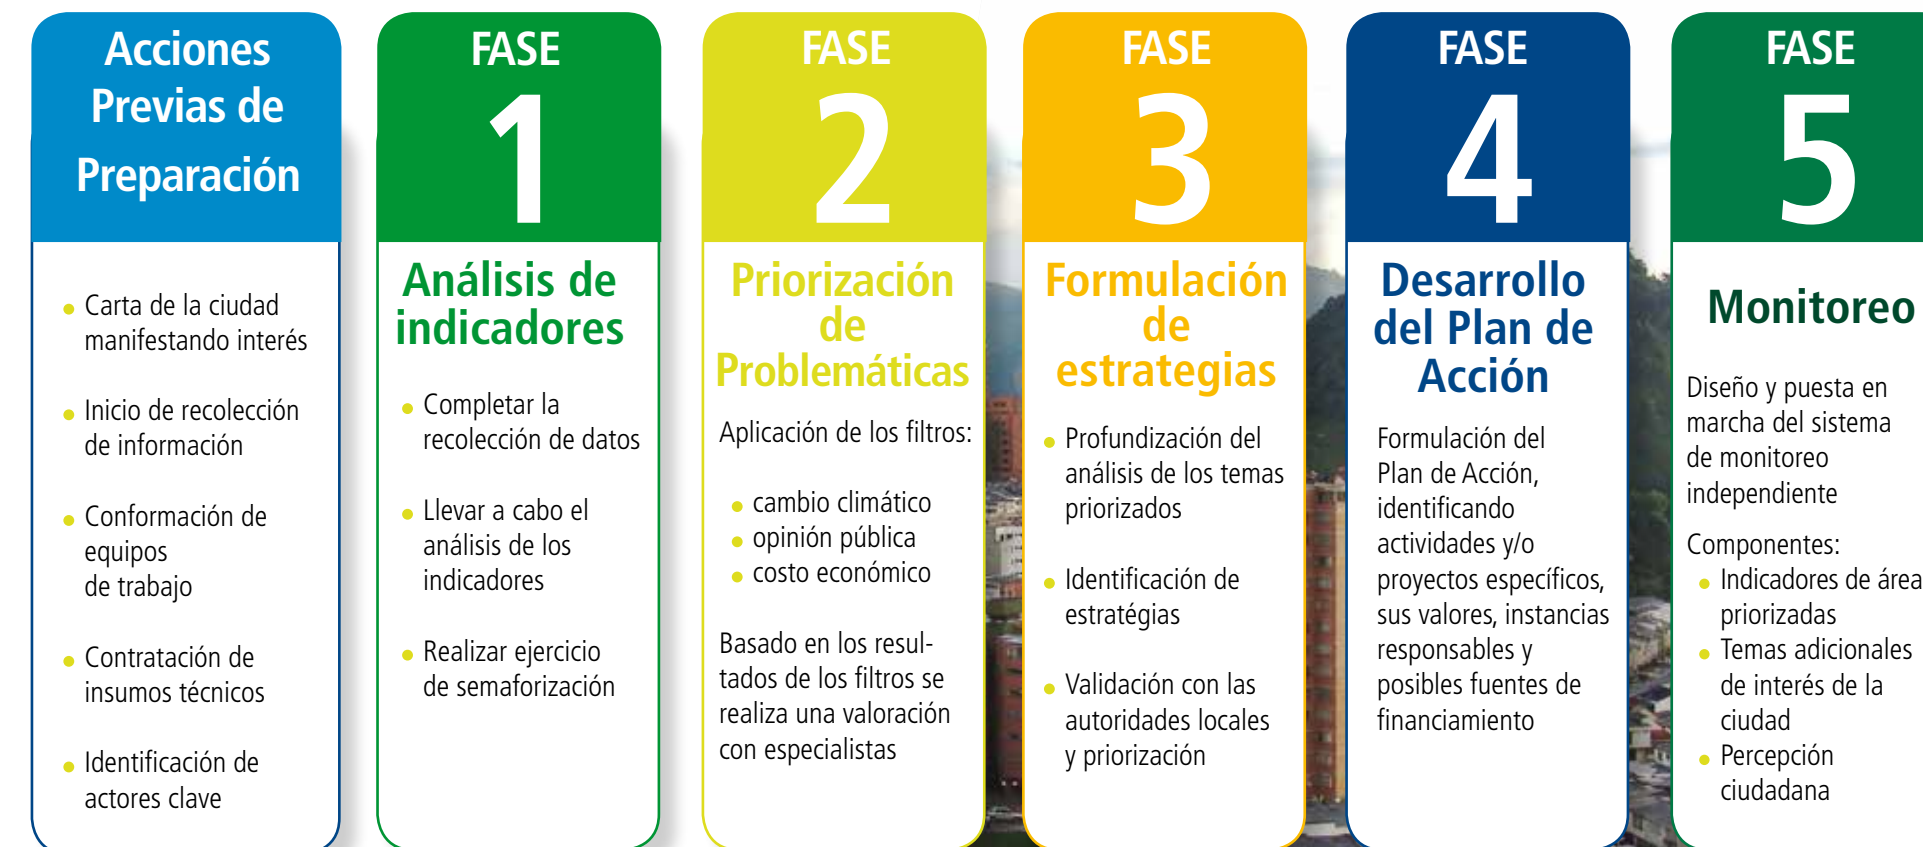 Acciones
Previas de
Preparación
Carta de la ciudad
manifestando interés
Inicio de recolección
de información
Conformación de
equipos
de trabajo
Contratación de
insumos técnicos
Identificación de
actores clave
FASE
1
Análisis de
indicadores
Completar la
recolección de datos
Llevar a cabo el
análisis de los
indicadores
Realizar ejercicio
de semaforización
FASE
2
Priorización
de
Problemáticas
Aplicación de los filtros:
cambio climático
opinión pública
costo económico
Basado en los resul-
tados de los filtros se
realiza una valoración
con especialistas
FASE
3
Formulación
de
estrategias
Profundización del
análisis de los temas
priorizados
Identificación de
estratégias
Validación con las
autoridades locales
y priorización
FASE
4
Desarrollo
del Plan de
Acción
Formulación del
Plan de Acción,
identificando
actividades y/o
proyectos específicos,
sus valores, instancias
responsables y
posibles fuentes de
financiamiento
FASE
5
Monitoreo
Diseño y puesta en
marcha del sistema
de monitoreo
independiente
Componentes:
Indicadores de área
priorizadas
Temas adicionales
de interés de la
ciudad
Percepción
ciudadana